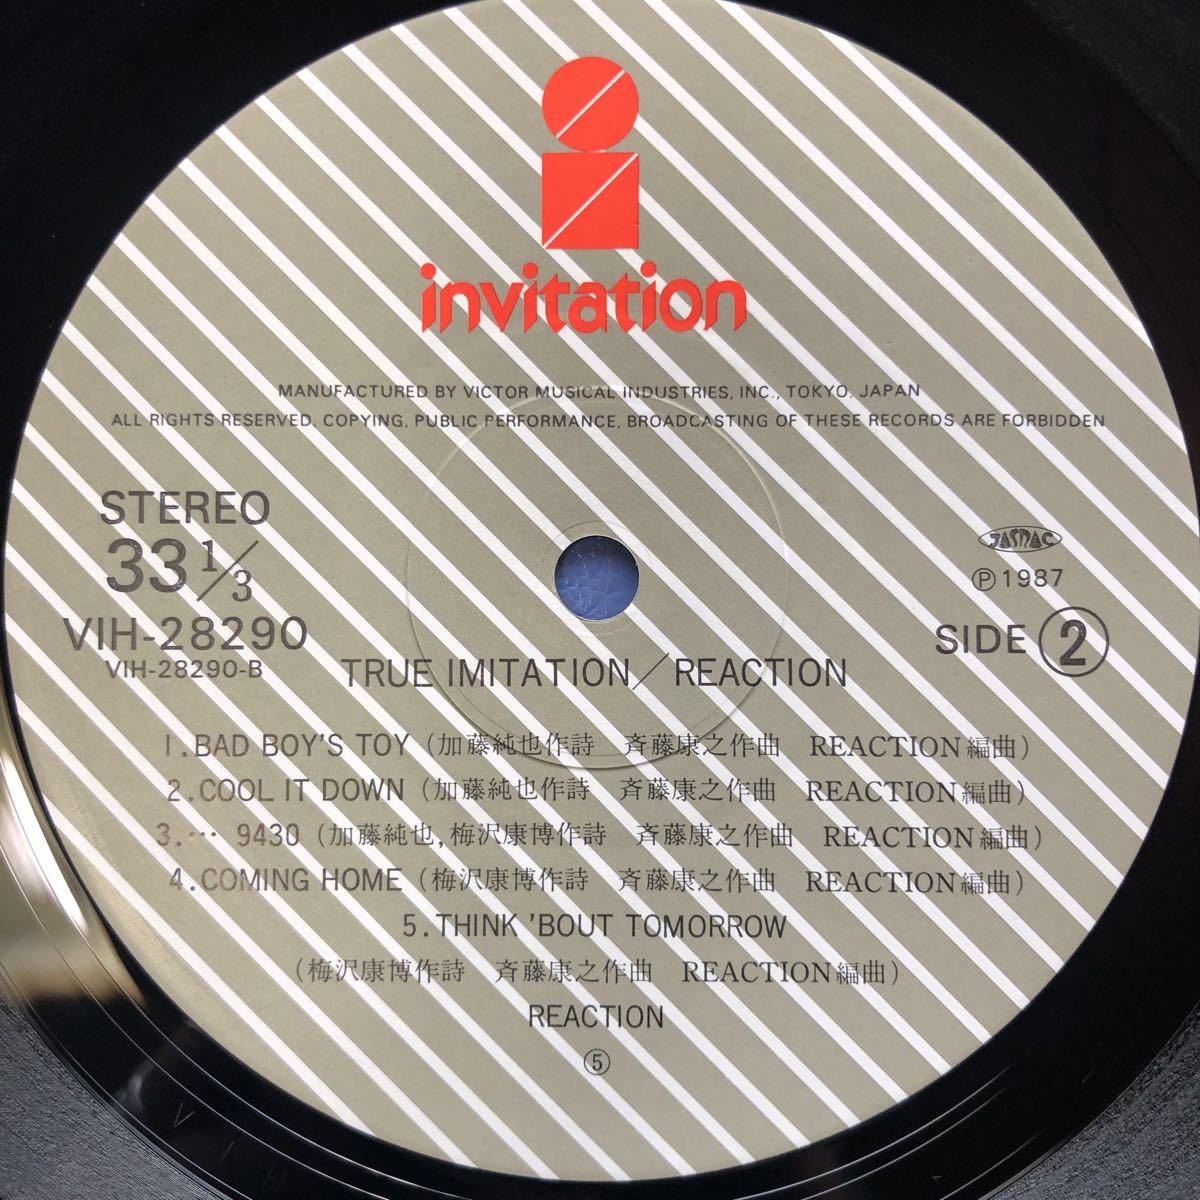 invitation
MANUFACTURED BY VICTOR MUSICAL INDUSTRIES, INC., TOKYO, JAPAN
ALL RIGHTS RESERVED, COPYING, PUBLIC PERFORMANCE, BROADCASTING OF THESE RECORDS ARE FORBIDDEN
STEREO
33 1/3
VIH-28290
VIH-28290-B
JASRAC
Ⓟ1987
SIDE ②
TRUE IMITATION／REACTION
1.BAD BOY'S TOY (加藤純也作詩 斉藤康之作曲 REACTION編曲)
2.COOL IT DOWN (加藤純也作詩 斉藤康之作曲 REACTION編曲)
3.… 9430 (加藤純也,梅沢康博作詩 斉藤康之作曲 REACTION編曲)
4.COMING HOME (梅沢康博作詩 斉藤康之作曲 REACTION編曲)
5.THINK 'BOUT TOMORROW
(梅沢康博作詩 斉藤康之作曲 REACTION編曲)
REACTION
⑤
VIH